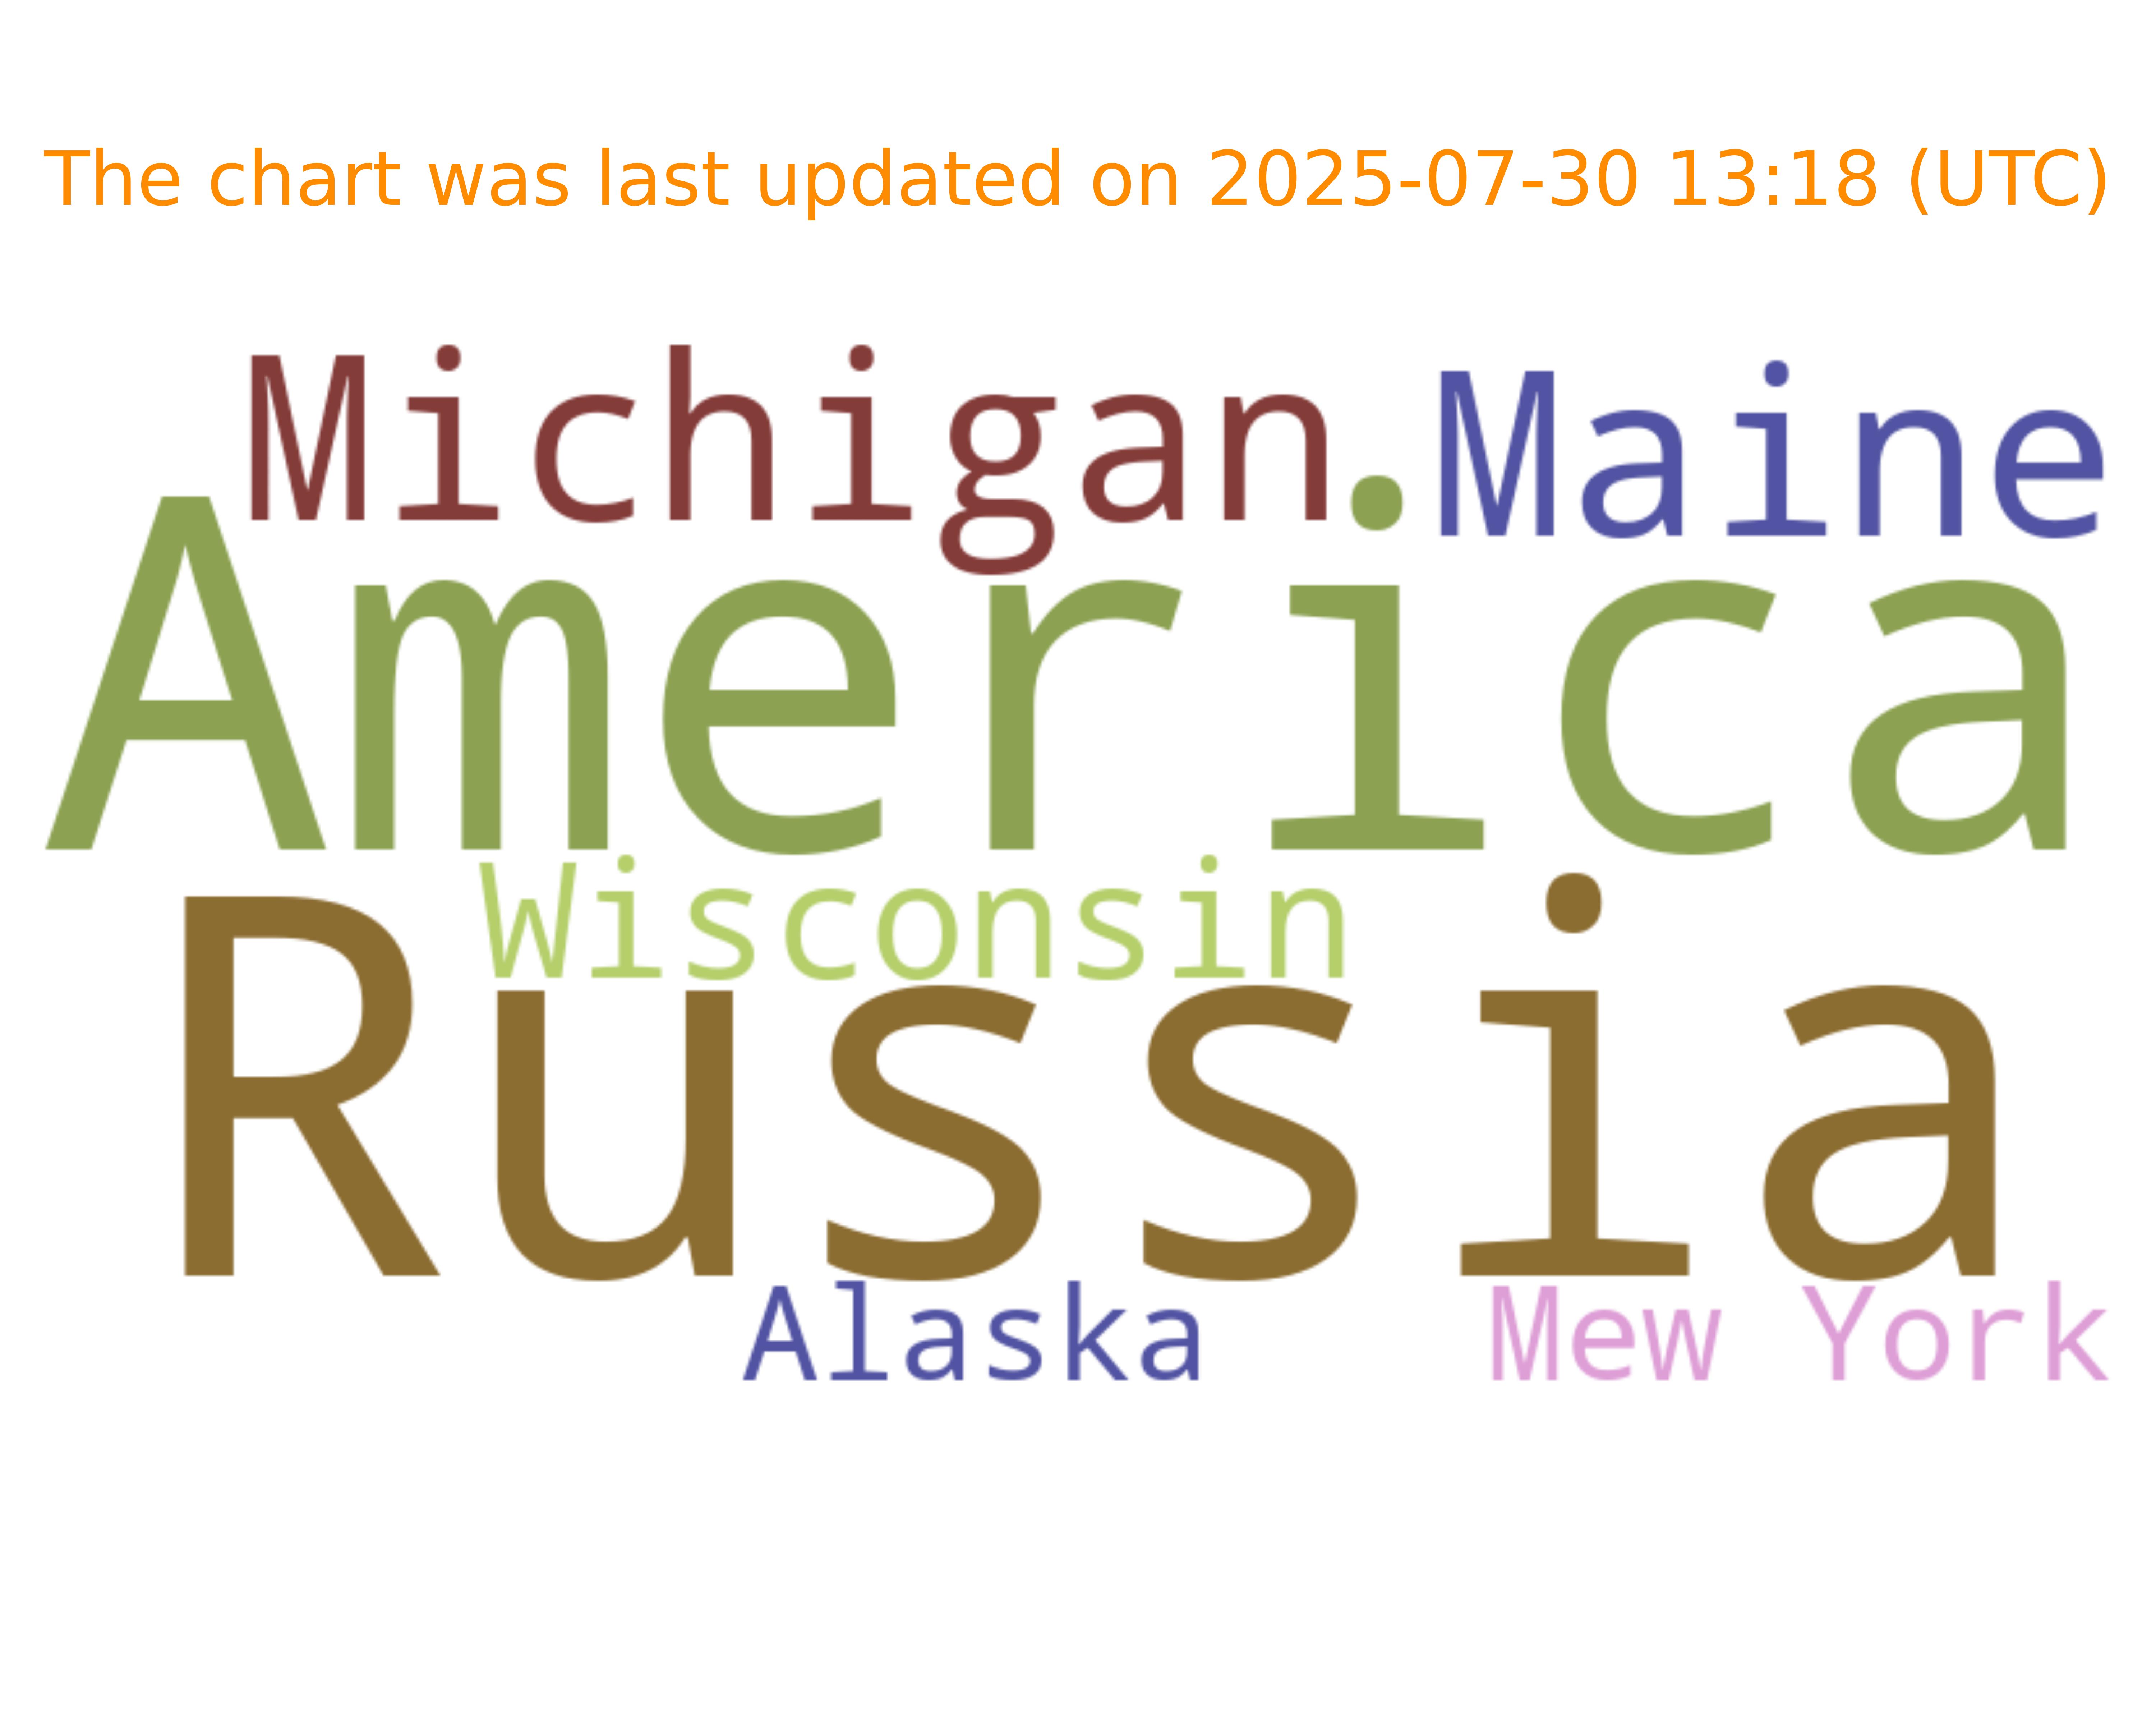 The chart was last updated on 2025-07-30 13:18 (UTC)
Michigan Maine
America
Wisconsin
Russia
Alaska Mew York